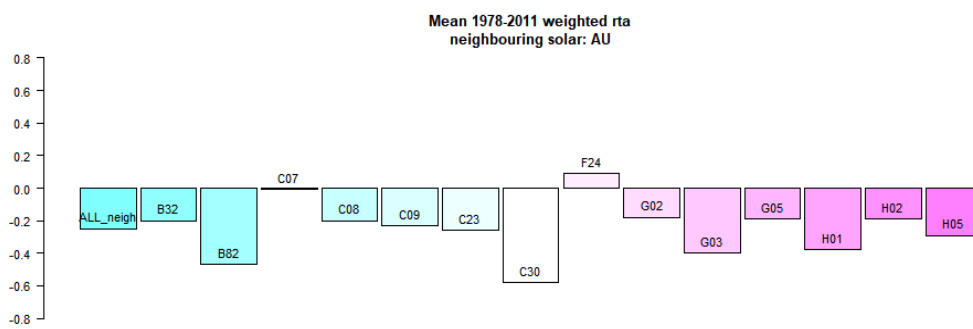 Mean 1978-2011 weighted rta
neighbouring solar: AU
0.8
0.6
0.4
0.2
0.0
-0.2
-0.4
-0.6
-0.8
ALL_neigh
B32
B82
C07
C08
C09
C23
C30
F24
G02
G03
G05
H01
H02
H05